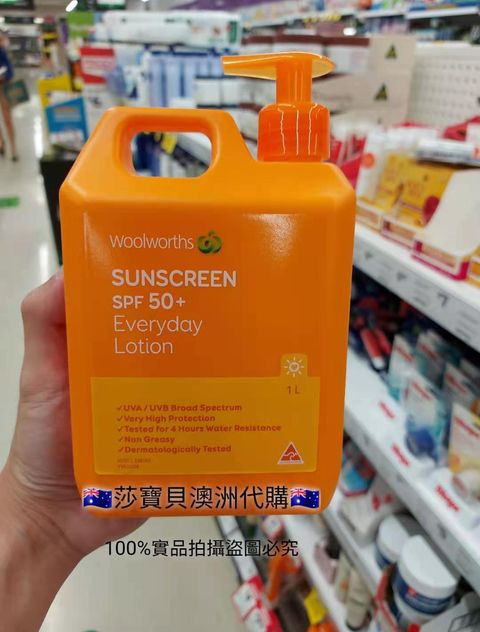 woolworths
SUNSCREEN
SPF 50+
Everyday
Lotion
1 L
✓UVA / UVB Broad Spectrum
✓Very High Protection
✓Tested for 4 Hours Water Resistance
✓Non Greasy
✓Dermatologically Tested
🇦🇺莎寶貝澳洲代購🇦🇺
100%實品拍攝盜圖必究